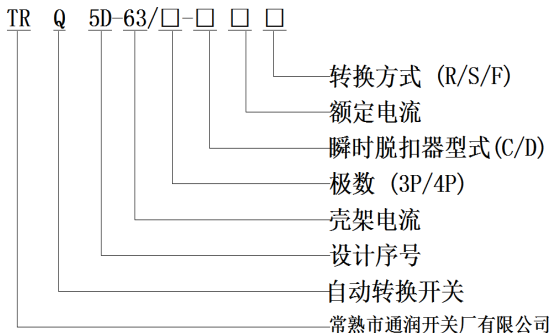 TR Q 5D-63/□-□ □ □
转换方式 (R/S/F)
额定电流
瞬时脱扣器型式(C/D)
极数 (3P/4P)
壳架电流
设计序号
自动转换开关
常熟市通润开关厂有限公司